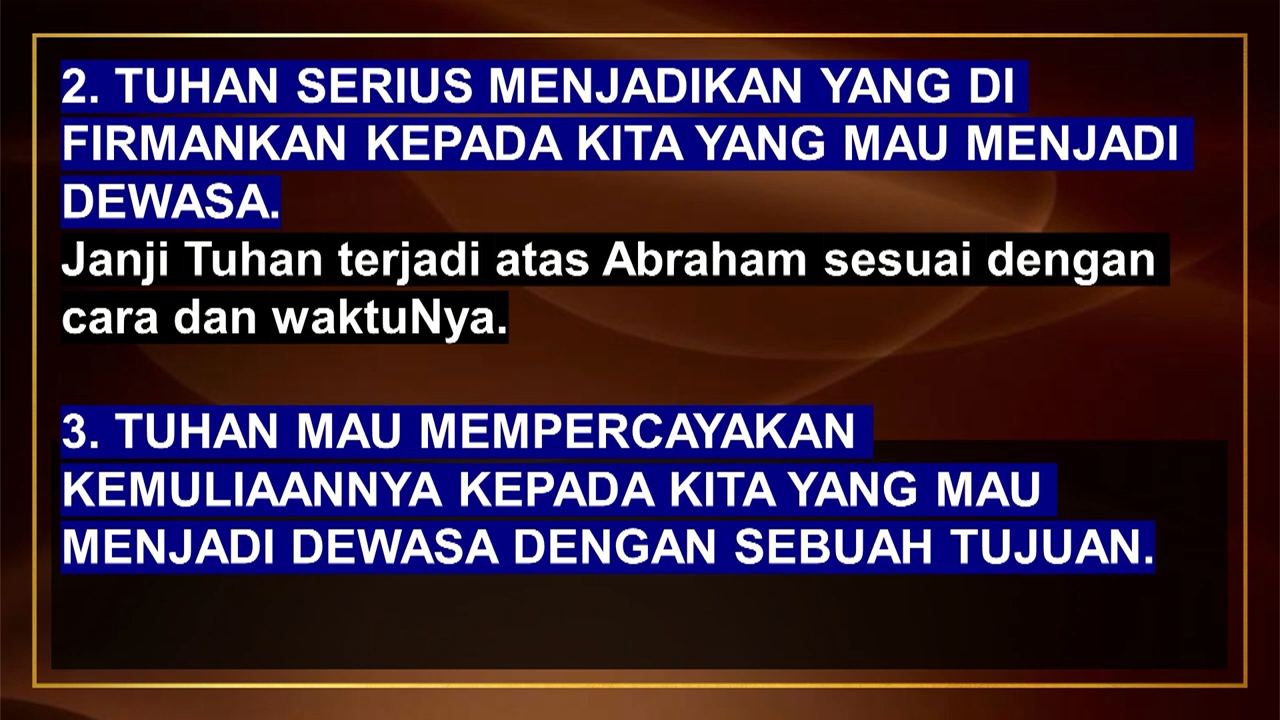 2. TUHAN SERIUS MENJADIKAN YANG DI
FIRMANKAN KEPADA KITA YANG MAU MENJADI
DEWASA.
Janji Tuhan terjadi atas Abraham sesuai dengan
cara dan waktuNya.
3. TUHAN MAU MEMPERCAYAKAN
KEMULIAANNYA KEPADA KITA YANG MAU
MENJADI DEWASA DENGAN SEBUAH TUJUAN.